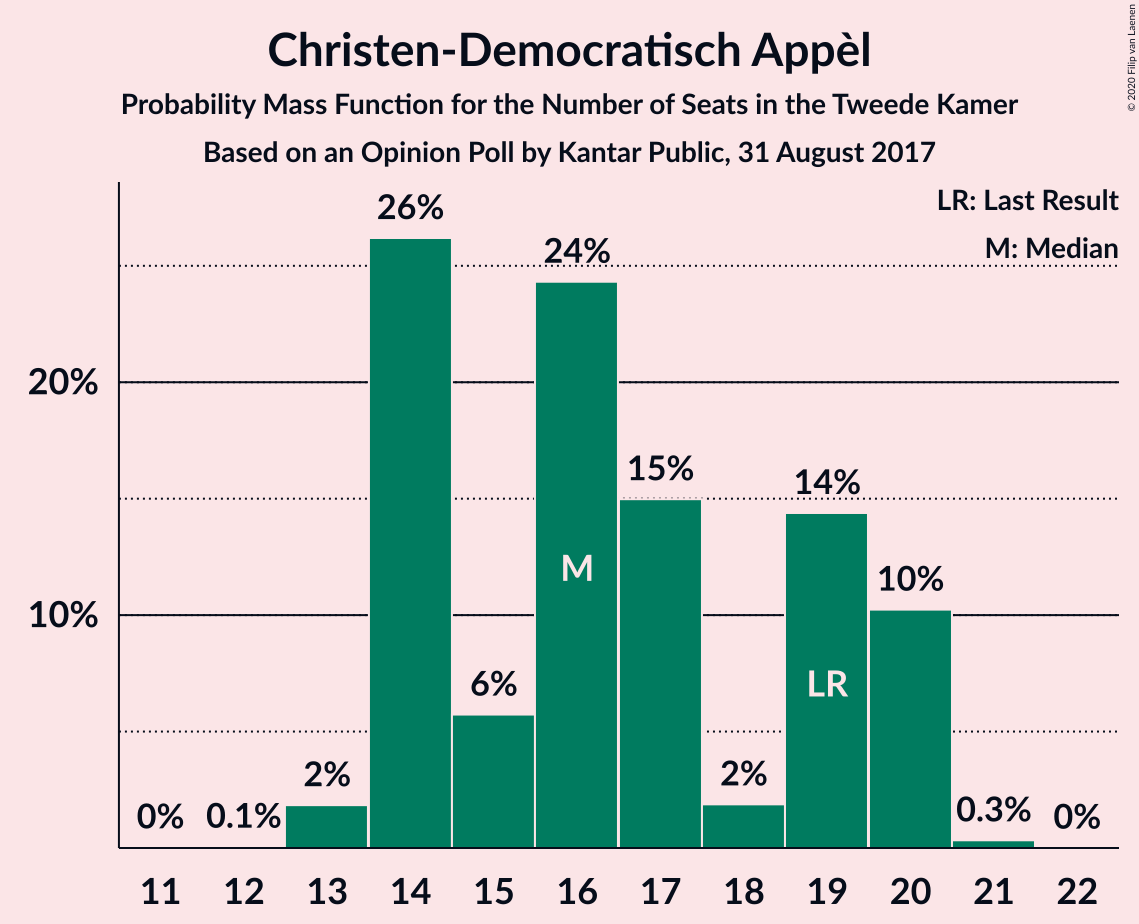 Christen-Democratisch Appèl
Probability Mass Function for the Number of Seats in the Tweede Kamer
Based on an Opinion Poll by Kantar Public, 31 August 2017
© 2020 Filip van Laenen
LR: Last Result
M: Median
26%
24%
20%
15%
14%
M
10%
10%
6%
LR
2%
2%
0%
0.1%
0.3%
0%
11 12 13 14 15 16 17 18 19 20 21 22